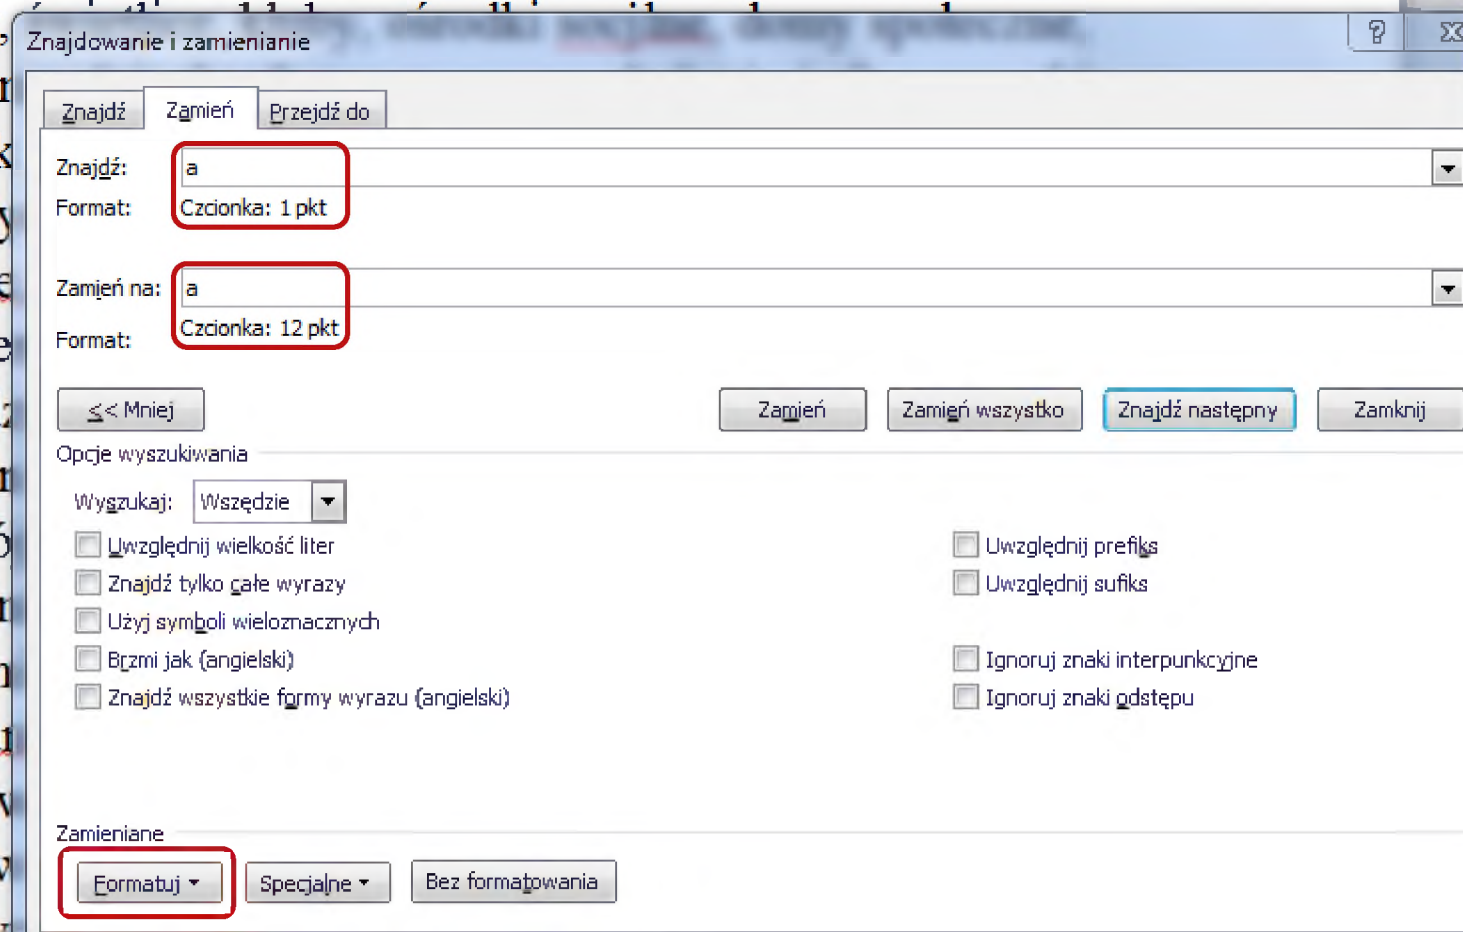 Znajdowanie i zamienianie
Znajdź Zamień Przejdź do
Znajdź: a
Format: Czcionka: 1 pkt
Zamień na: a
Format: Czcionka: 12 pkt
<< Mniej Zamień Zamień wszystko Znajdź następny Zamknij
Opcje wyszukiwania
Wyszukaj: Wszędzie
Uwzględnij wielkość liter Uwzględnij prefiks
Znajdź tylko całe wyrazy Uwzględnij sufiks
Użyj symboli wieloznacznych
Brzmi jak (angielski) Ignoruj znaki interpunkcyjne
Znajdź wszystkie formy wyrazu (angielski) Ignoruj znaki odstępu
Zamieniane
Formatuj Specjalne Bez formatowania